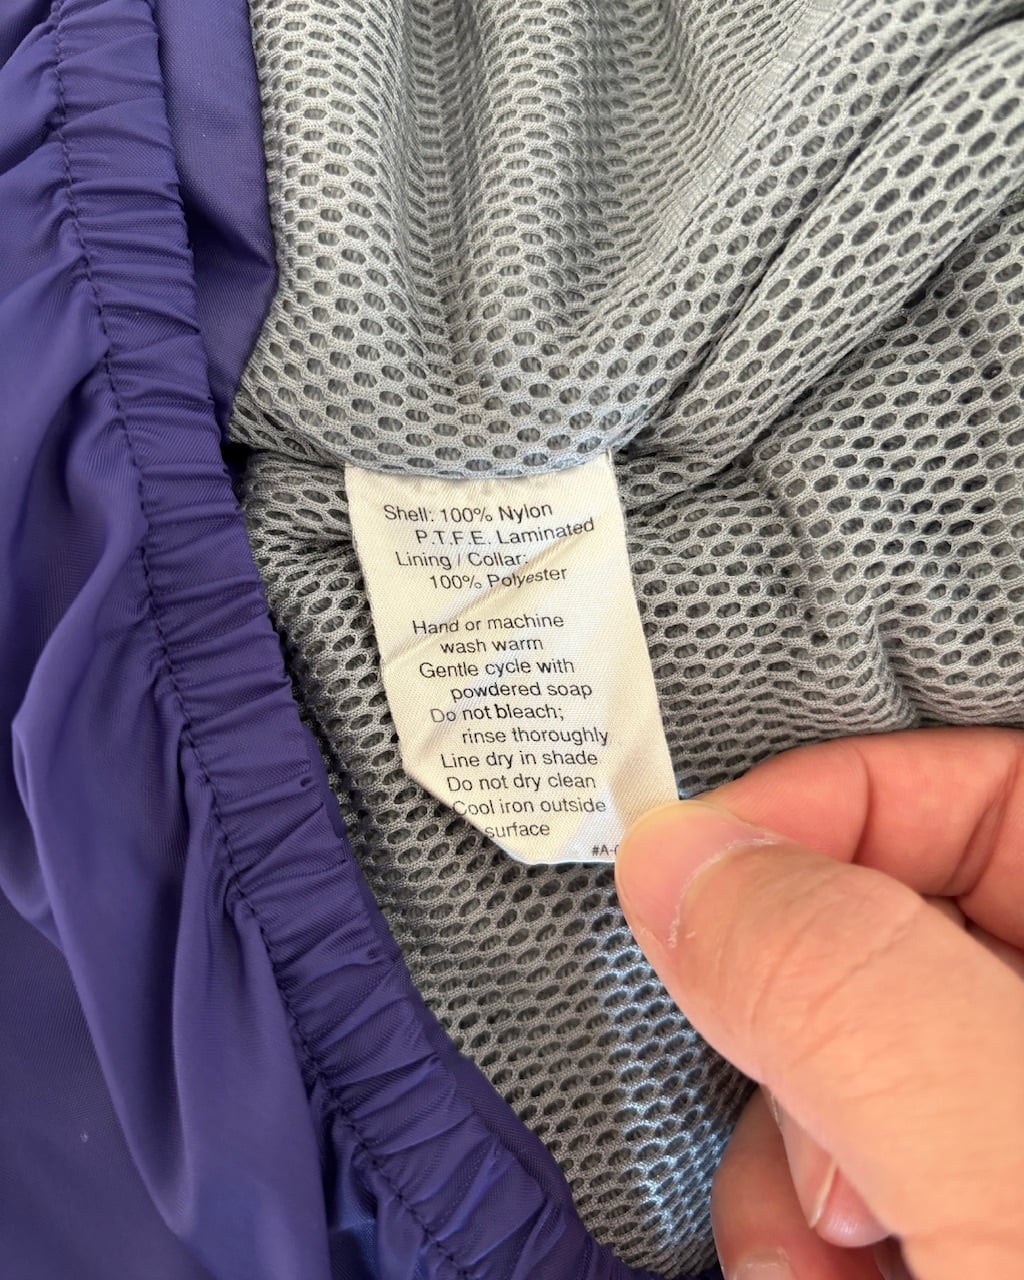 Shell: 100% Nylon
P.T.F.E. Laminated
Lining / Collar:
100% Polyester
Hand or machine
wash warm
Gentle cycle with
powdered soap
Do not bleach;
rinse thoroughly
Line dry in shade
Do not dry clean
Cool iron outside
surface